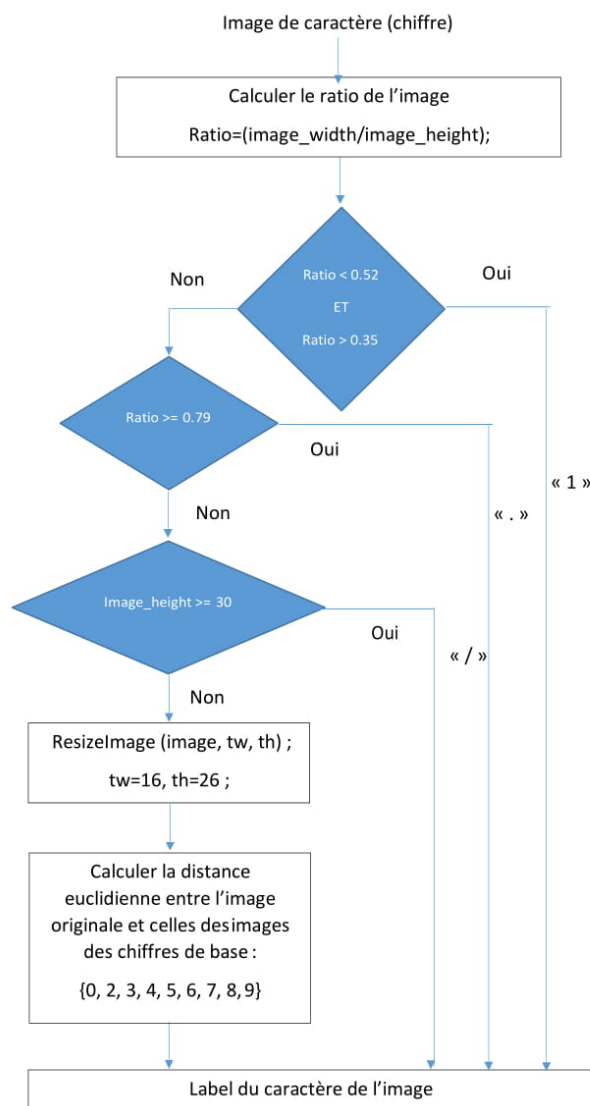 Image de caractère (chiffre)
Calculer le ratio de l'image
Ratio=(image_width/image_height);
Ratio < 0.52
ET
Ratio > 0.35
Non
Oui
Ratio >= 0.79
Oui
« 1 »
Non
« . »
Image_height >= 30
Oui
« / »
Non
ResizeImage (image, tw, th) ;
tw=16, th=26 ;
Calculer la distance
euclidienne entre l'image
originale et celles des images
des chiffres de base :
{0, 2, 3, 4, 5, 6, 7, 8, 9}
Label du caractère de l'image